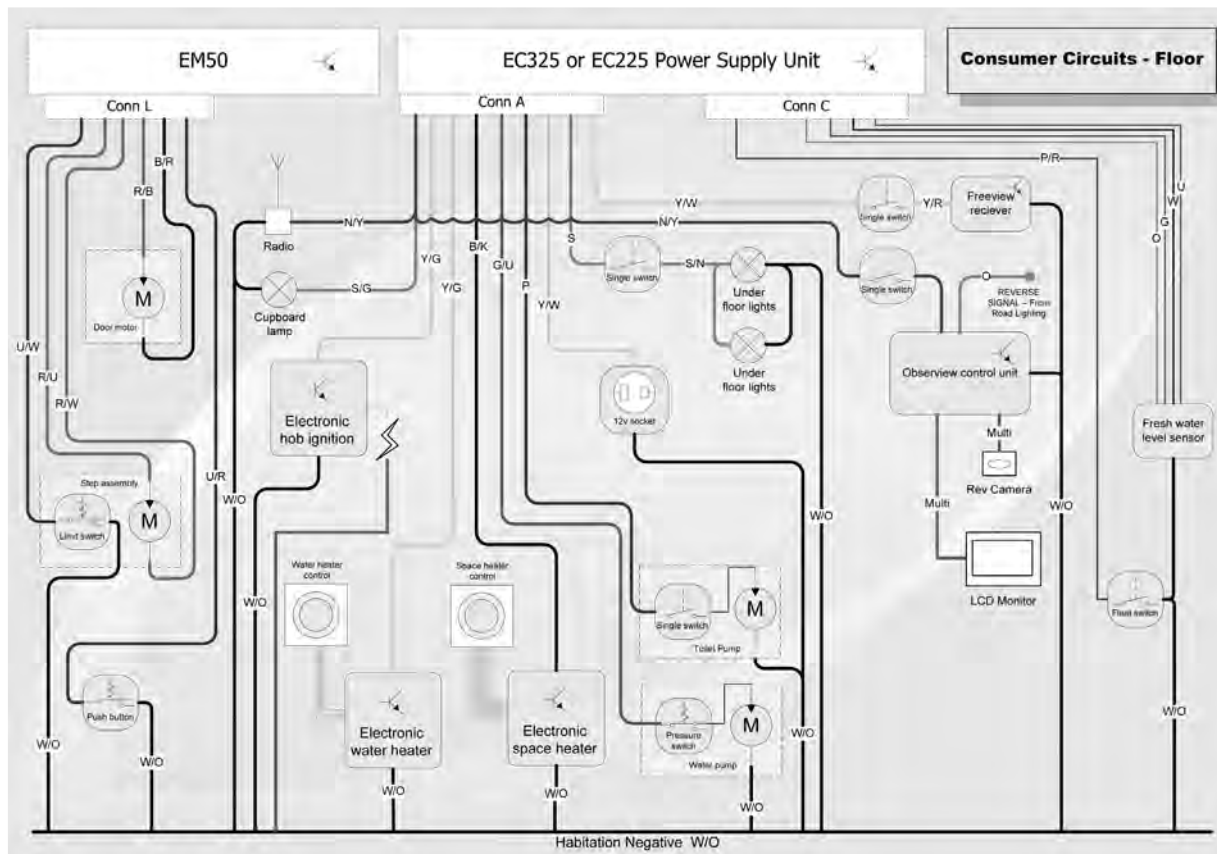 EM50
EC325 or EC225 Power Supply Unit
Consumer Circuits - Floor
Conn L
Conn A
Conn C
B/R
R/B
P/R
U
W
G
O
Y/W
Single switch
Y/R
Freeview
reciever
N/Y
N/Y
Radio
Y/G
Y/G
B/K
G/U
P
S
Y/W
Single switch
S/N
Under
floor lights
Single switch
O
REVERSE
SIGNAL – From
Road Lighting
M
Door motor
S/G
Cupboard
lamp
Under
floor lights
U/W
R/U
R/W
Electronic
hob ignition
12v socker
Observiiew control unit
Fresh water
level sensor
Multi
Rev Camera
Multi
LCD Monitor
W/O
Step assembly
U/R
W/O
W/O
Limit switch
M
W/O
Water heater
control
Space heater
control
Single switch
M
Toilet Pump
Float switch
Push button
Electronic
water heater
Electronic
space heater
Pressure
switch
M
Water pump
W/O
W/O
W/O
W/O
W/O
W/O
W/O
Habitation Negative W/O